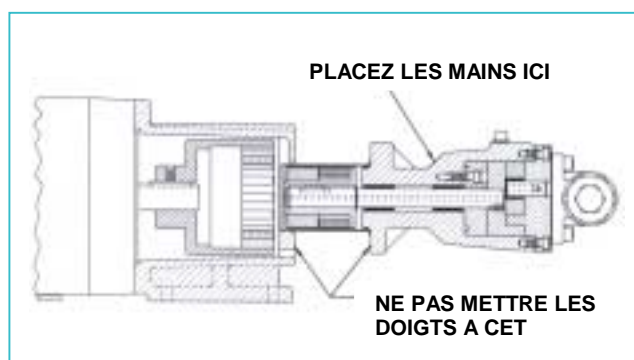 PLACEZ LES MAINS ICI
NE PAS METTRE LES
DOIGTS A CET